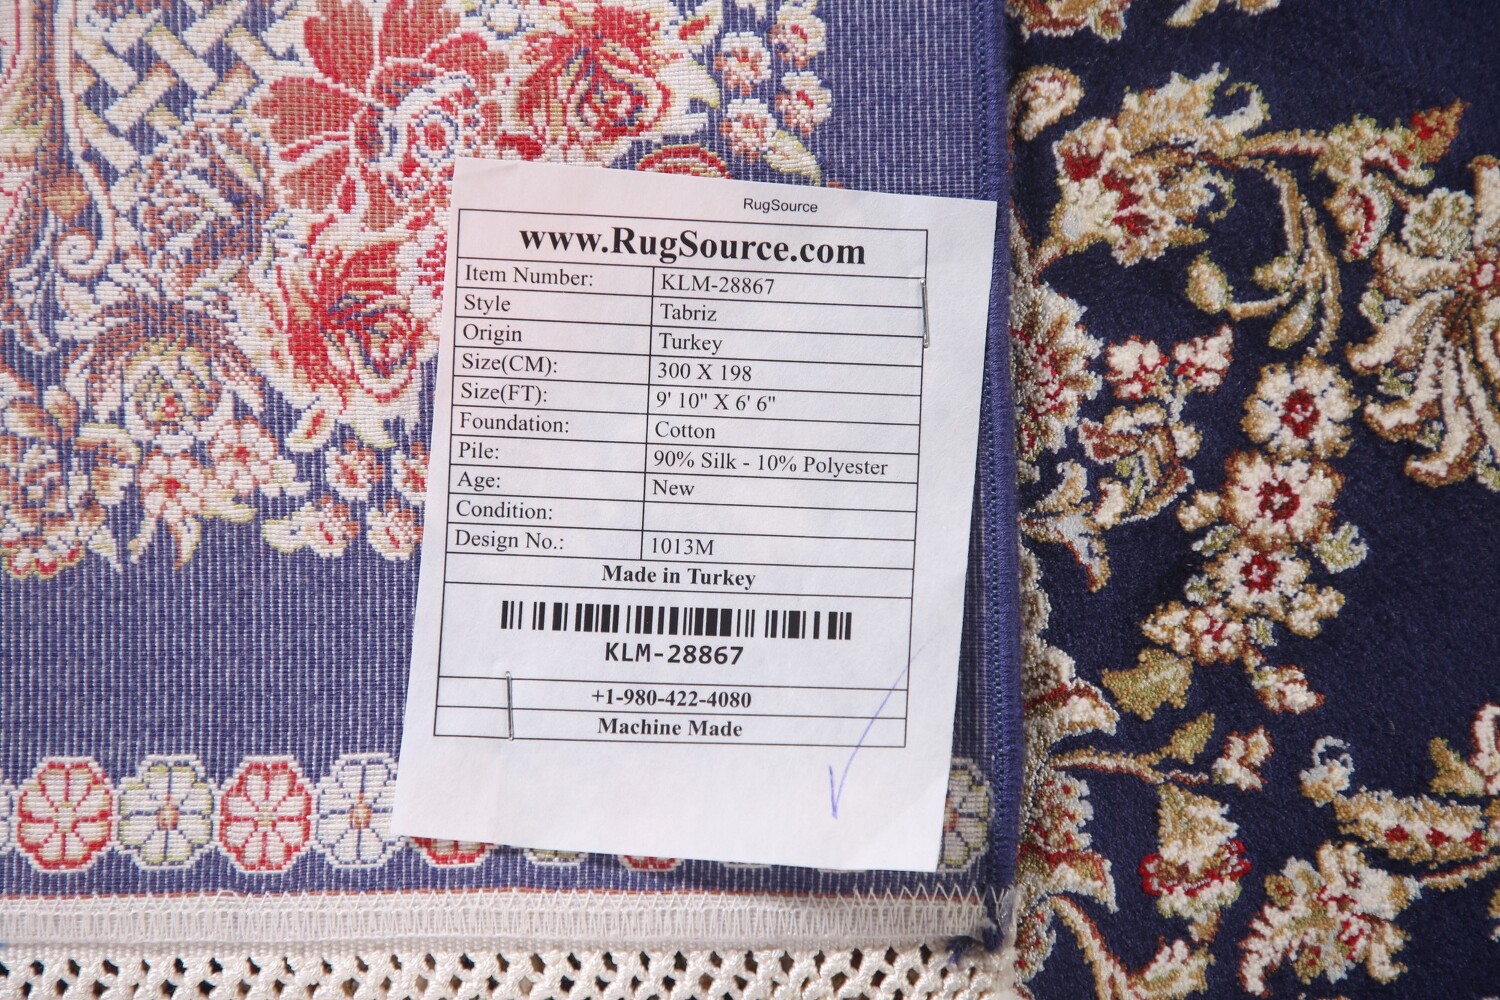 RugSource
www.RugSource.com
Item Number: KLM-28867
Style Tabriz
Origin Turkey
Size(CM): 300 X 198
Size(FT): 9' 10" X 6' 6"
Foundation: Cotton
Pile: 90% Silk - 10% Polyester
Age: New
Condition:
Design No.: 1013M
Made in Turkey
KLM-28867
+1-980-422-4080
Machine Made